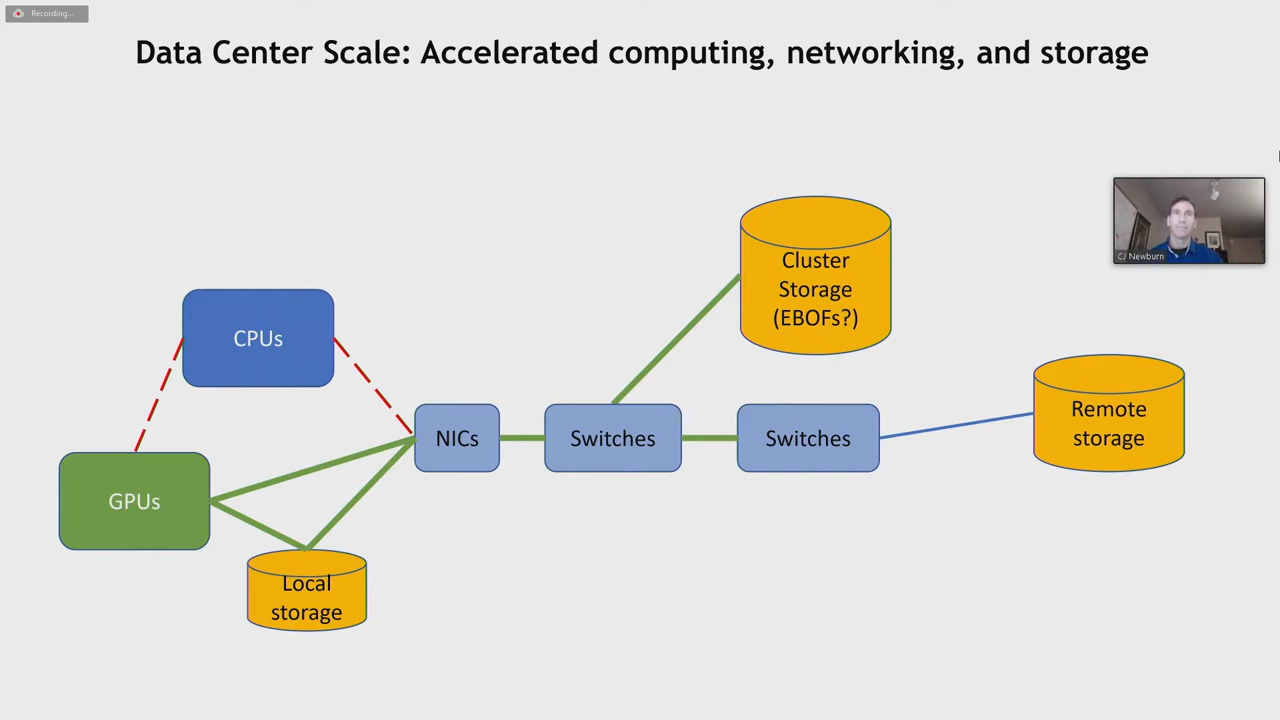 Recording...
Data Center Scale: Accelerated computing, networking, and storage
CJ Newburn
Cluster
Storage
(EBOFs?)
CPUs
Remote
storage
NICs
Switches
Switches
GPUs
Local
storage